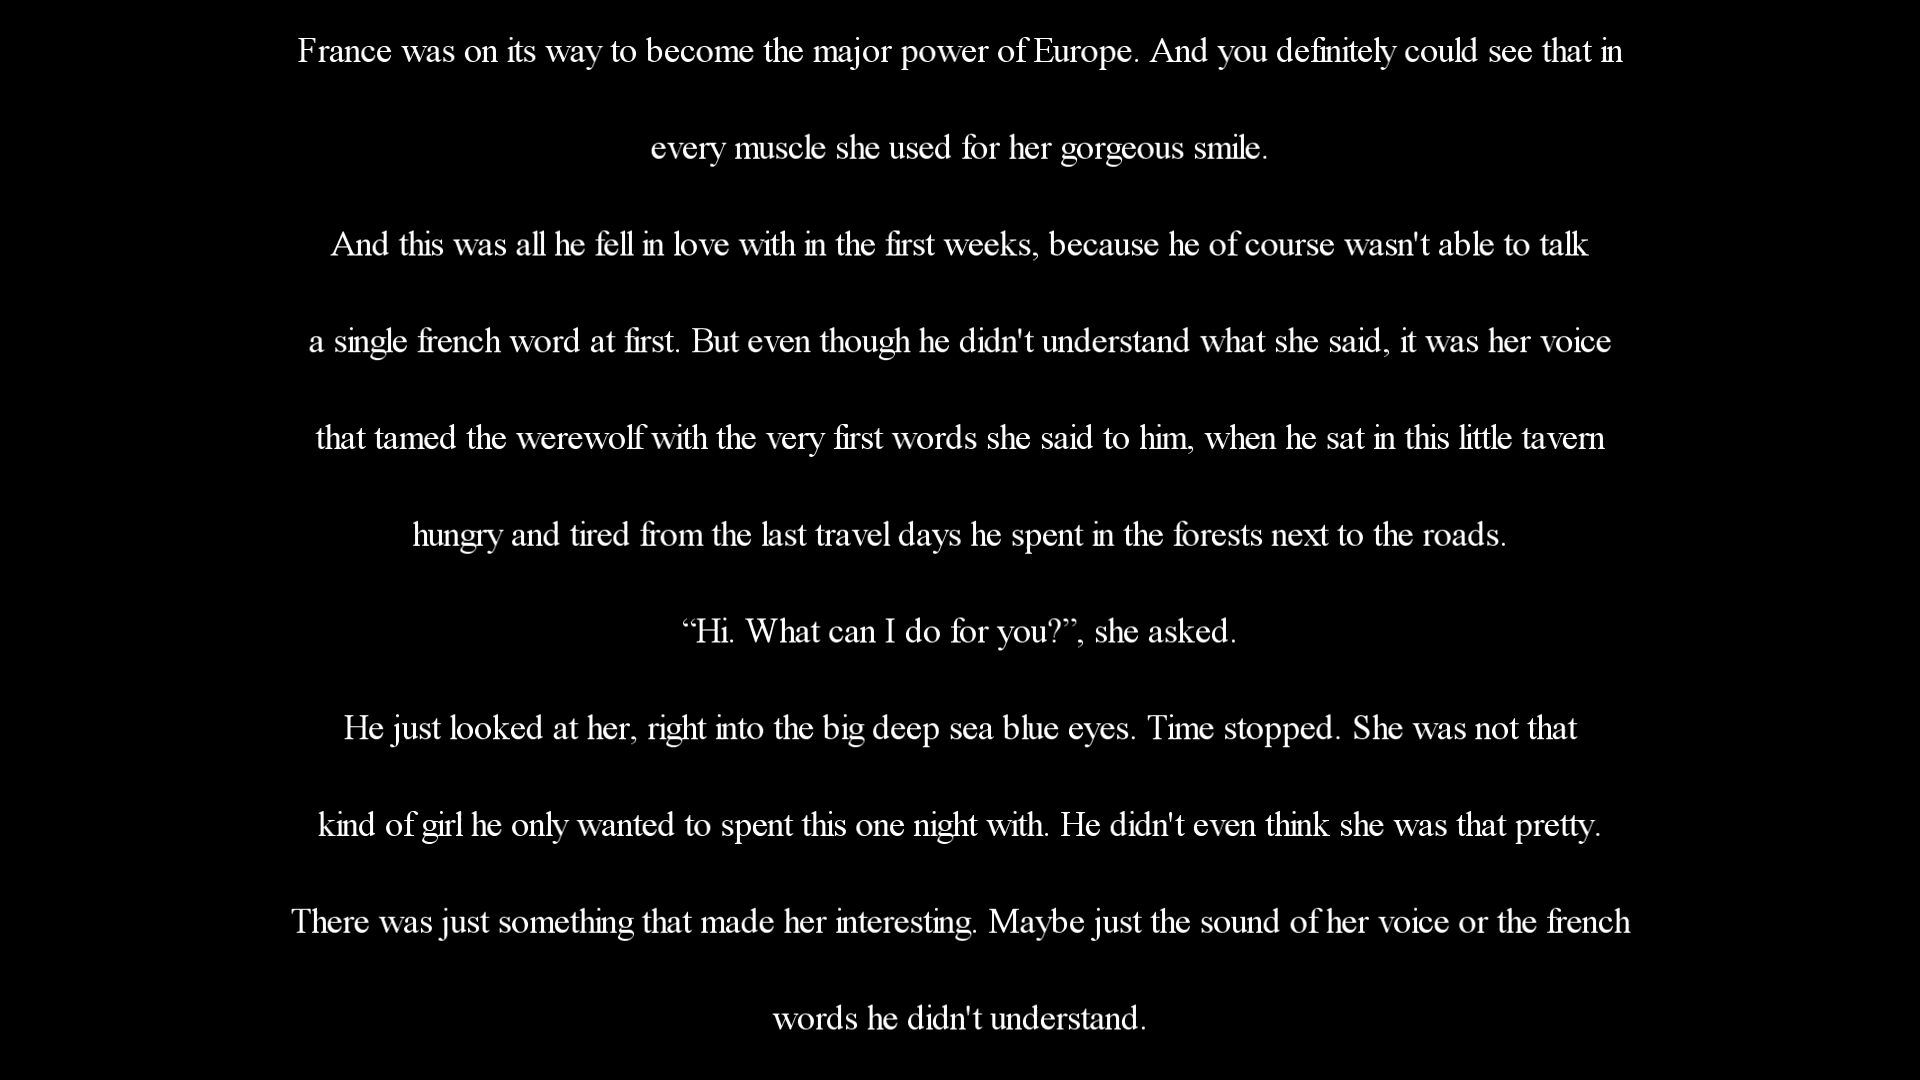 France was on its way to become the major power of Europe. And you definitely could see that in
every muscle she used for her gorgeous smile.
And this was all he fell in love with in the first weeks, because he of course wasn't able to talk
a single french word at first. But even though he didn't understand what she said, it was her voice
that tamed the werewolf with the very first words she said to him, when he sat in this little tavern
hungry and tired from the last travel days he spent in the forests next to the roads.
“Hi. What can I do for you?”, she asked.
He just looked at her, right into the big deep sea blue eyes. Time stopped. She was not that
kind of girl he only wanted to spent this one night with. He didn't even think she was that pretty.
There was just something that made her interesting. Maybe just the sound of her voice or the french
words he didn't understand.